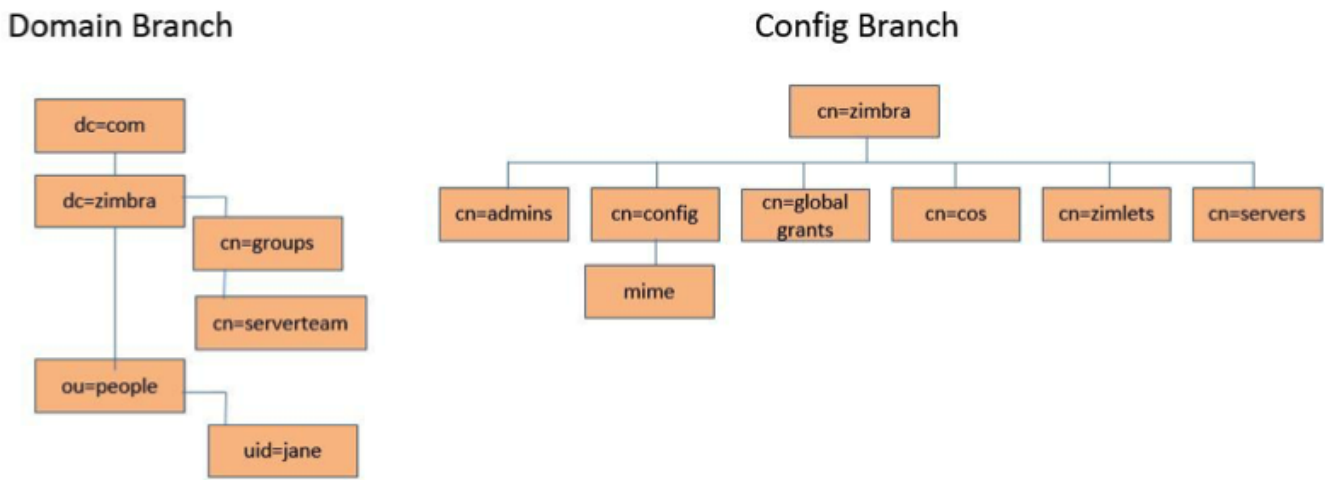 Domain Branch
Config Branch
dc=com
dc=zimbra
cn=groups
cn=serverteam
ou=people
uid=jane
cn=zimbra
cn=admins
cn=config
cn=global
grants
cn=cos
cn=zimlets
cn=servers
mime